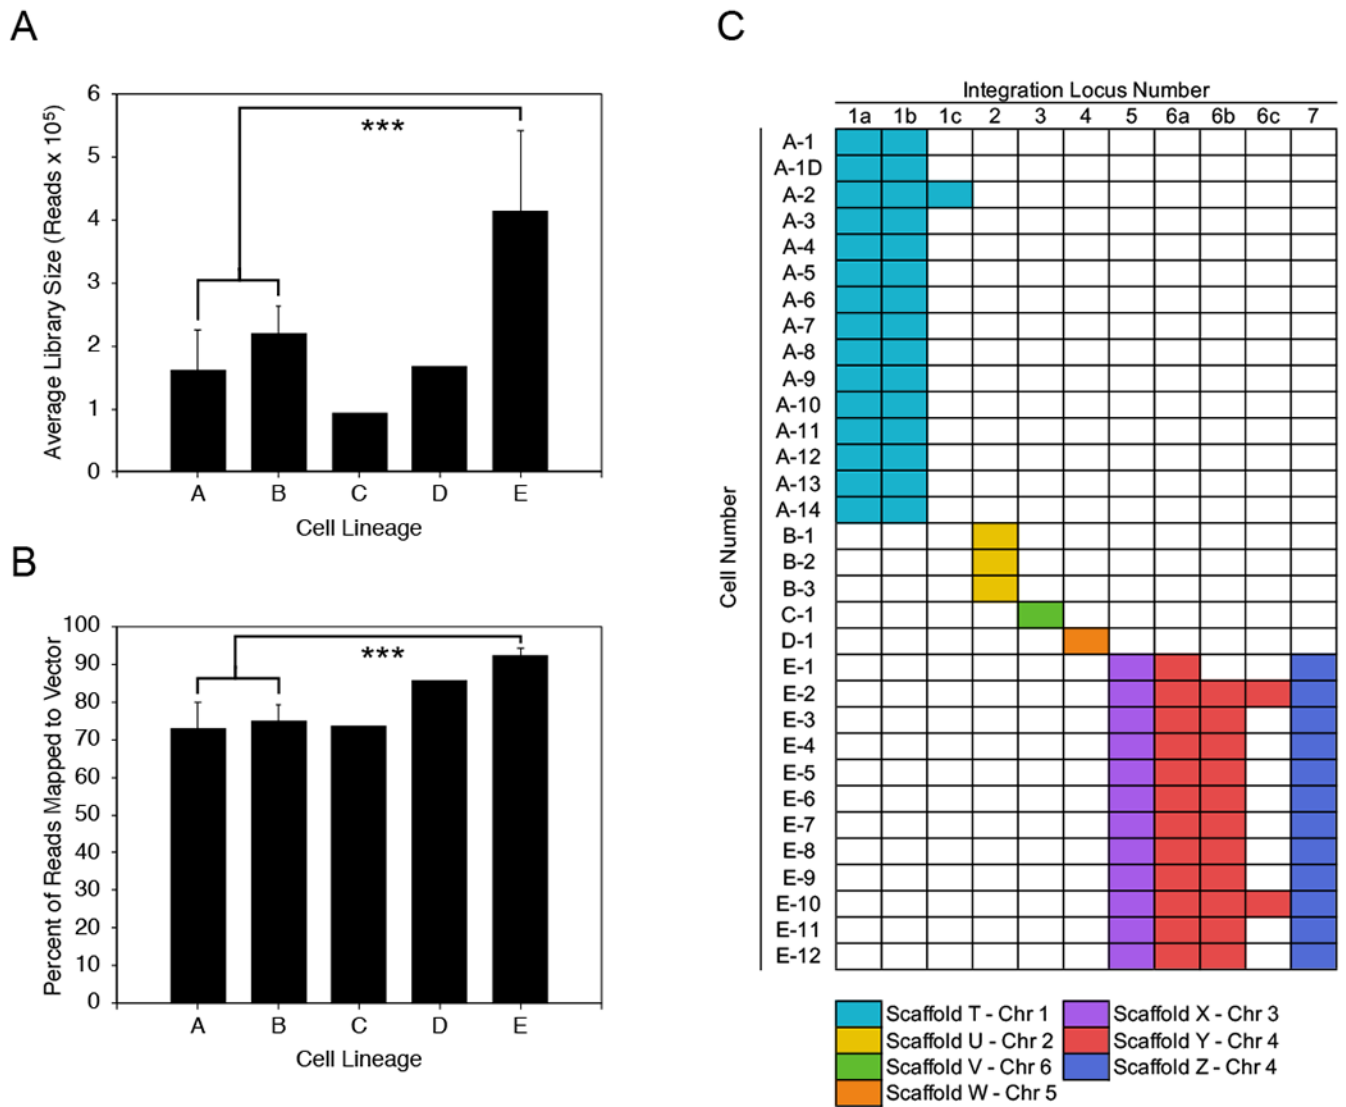 A
Average Library Size (Reads x 10⁵)
6
5
4
3
2
1
0
***
A B C D E
Cell Lineage
B
Percent of Reads Mapped to Vector
100
90
80
70
60
50
40
30
20
10
0
***
A B C D E
Cell Lineage
C
Integration Locus Number
1a 1b 1c 2 3 4 5 6a 6b 6c 7
Cell Number
A-1
A-1D
A-2
A-3
A-4
A-5
A-6
A-7
A-8
A-9
A-10
A-11
A-12
A-13
A-14
B-1
B-2
B-3
C-1
D-1
E-1
E-2
E-3
E-4
E-5
E-6
E-7
E-8
E-9
E-10
E-11
E-12
Scaffold T - Chr 1
Scaffold U - Chr 2
Scaffold V - Chr 6
Scaffold W - Chr 5
Scaffold X - Chr 3
Scaffold Y - Chr 4
Scaffold Z - Chr 4